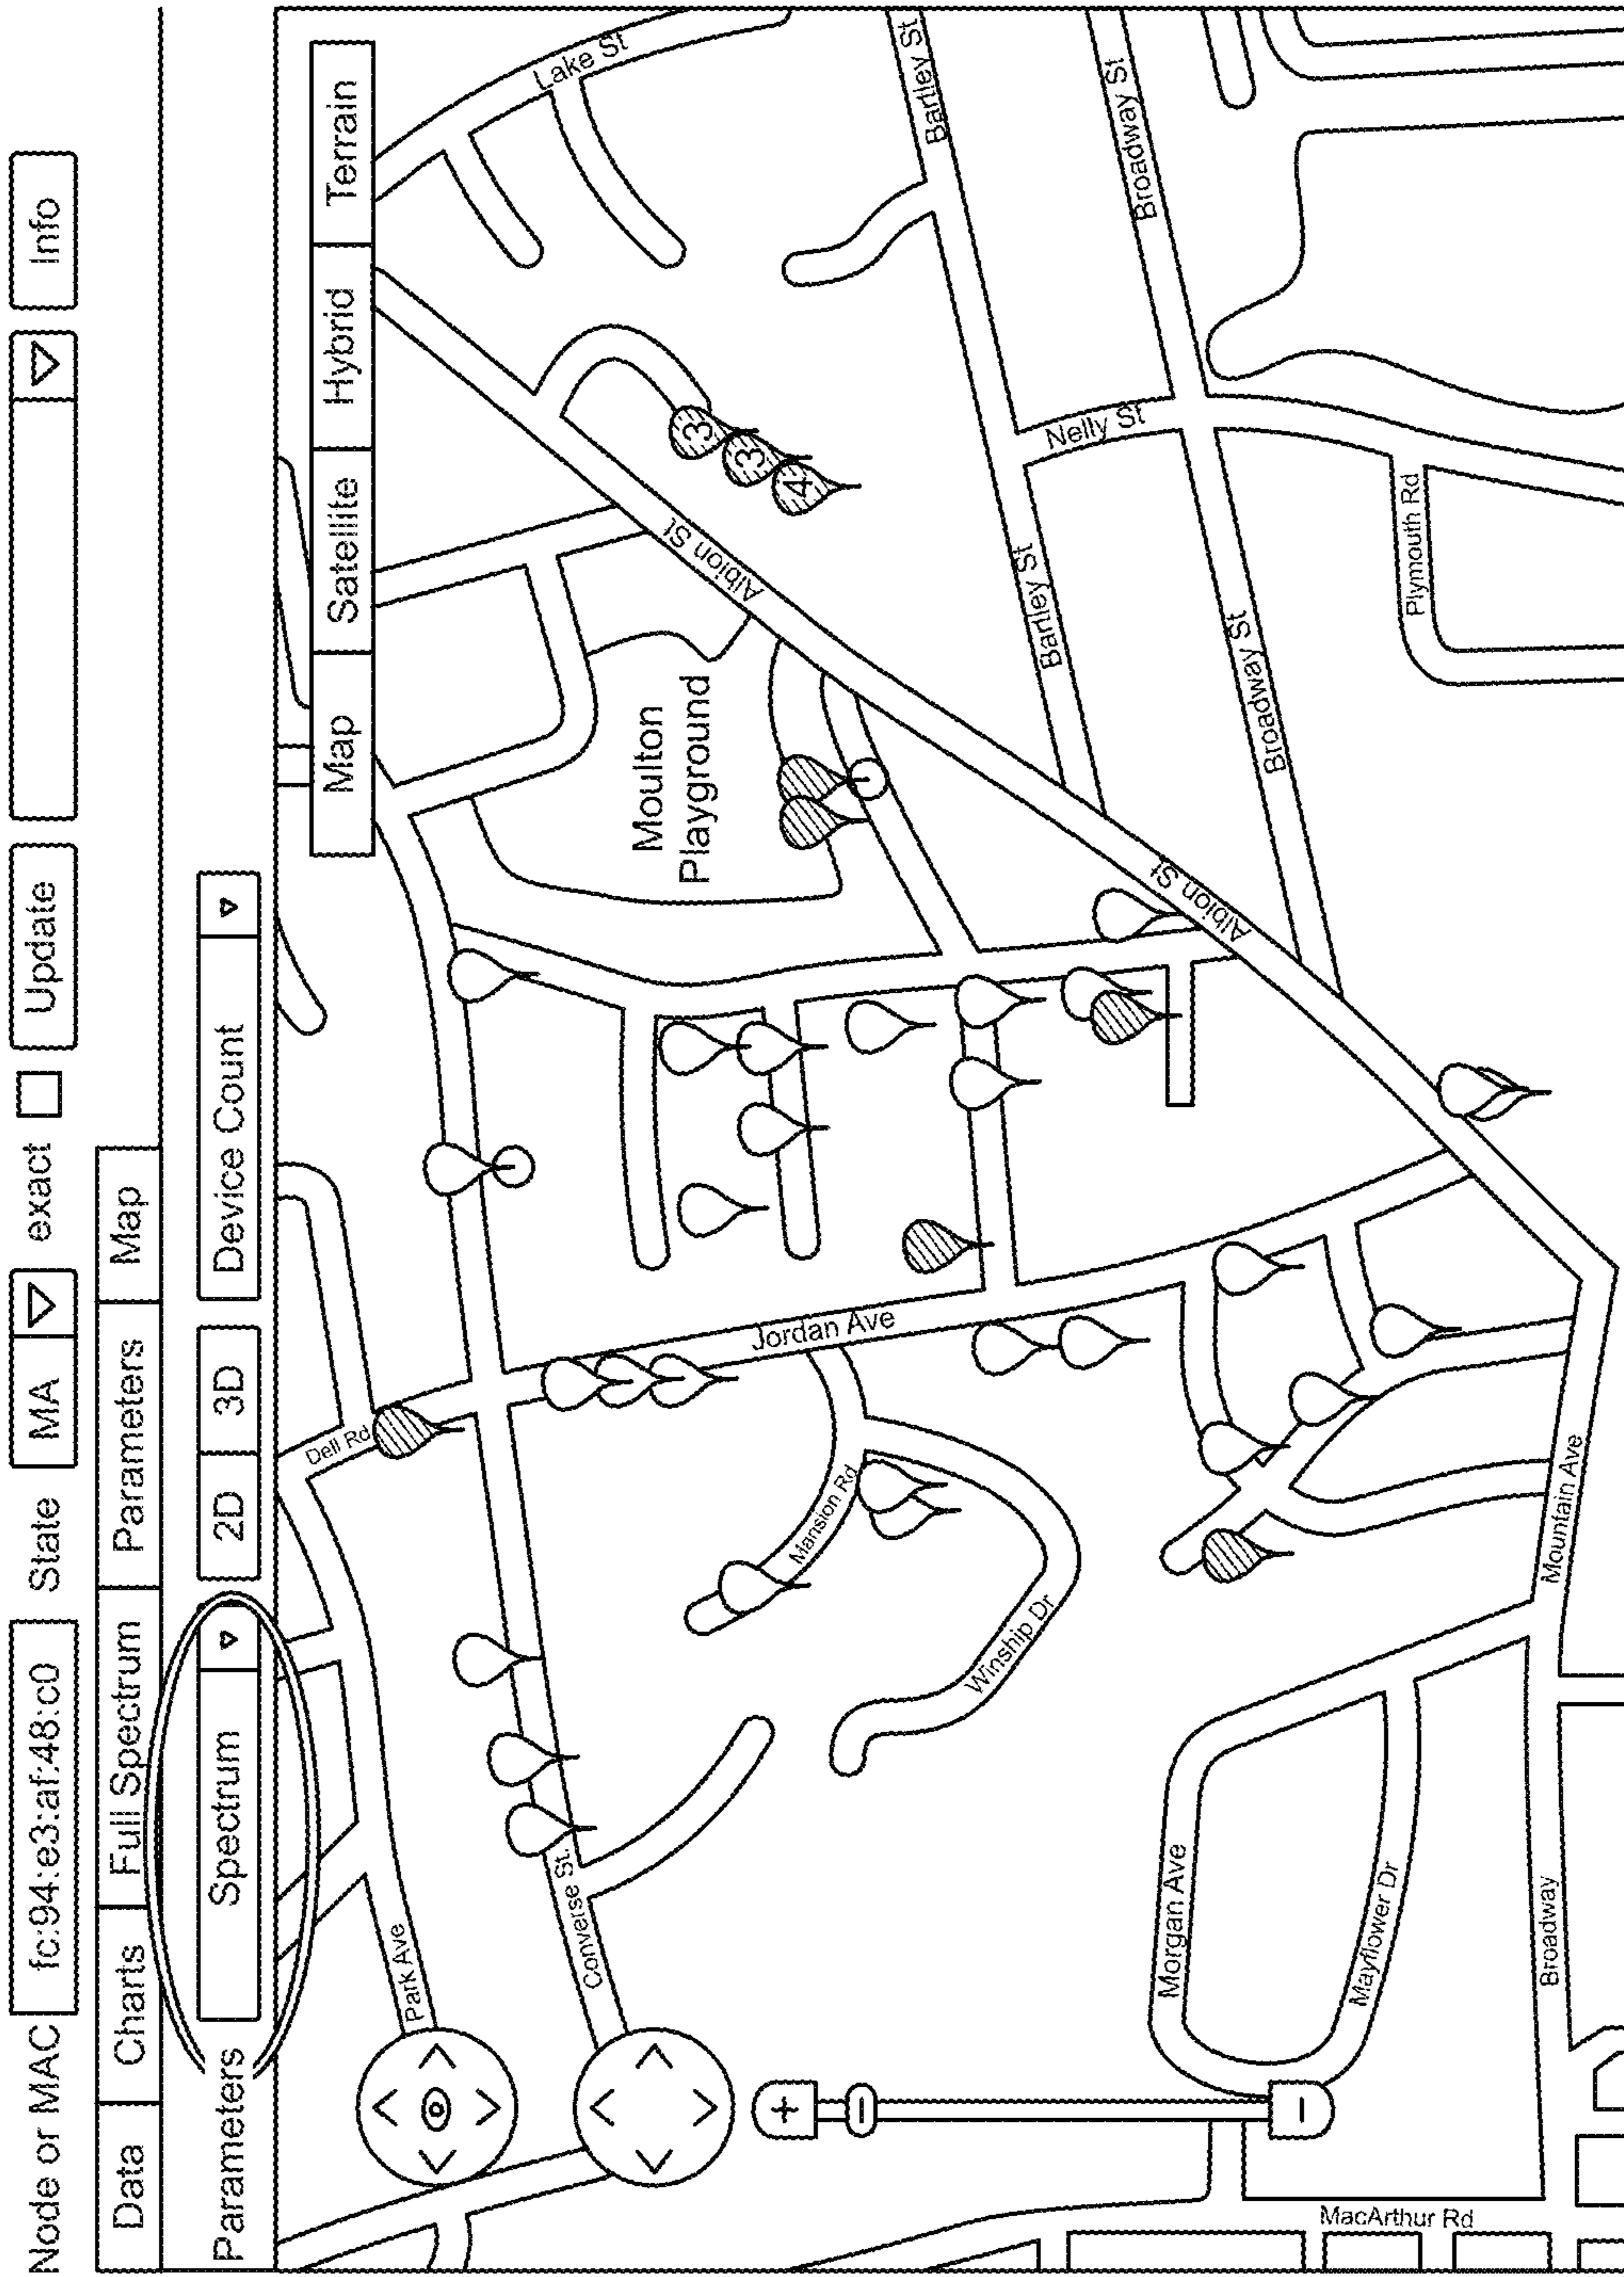 Node or MAC fc:94:e3:af:48:c0 State MA exact Update Info
Data Charts Full Spectrum Parameters Map
Parameters Spectrum 2D 3D Device Count
Map Satellite Hybrid Terrain
Lake St
Dell Rd
Park Ave
Converse St.
Moulton
Playground
Albion St
3
3
4
Bartley St
Jordan Ave
Mansion Rd
Winship Dr
Bartley St
Nelly St
Broadway St
Albion St
Broadway St
Plymouth Rd
Morgan Ave
Mayflower Dr
Mountain Ave
Broadway
MacArthur Rd